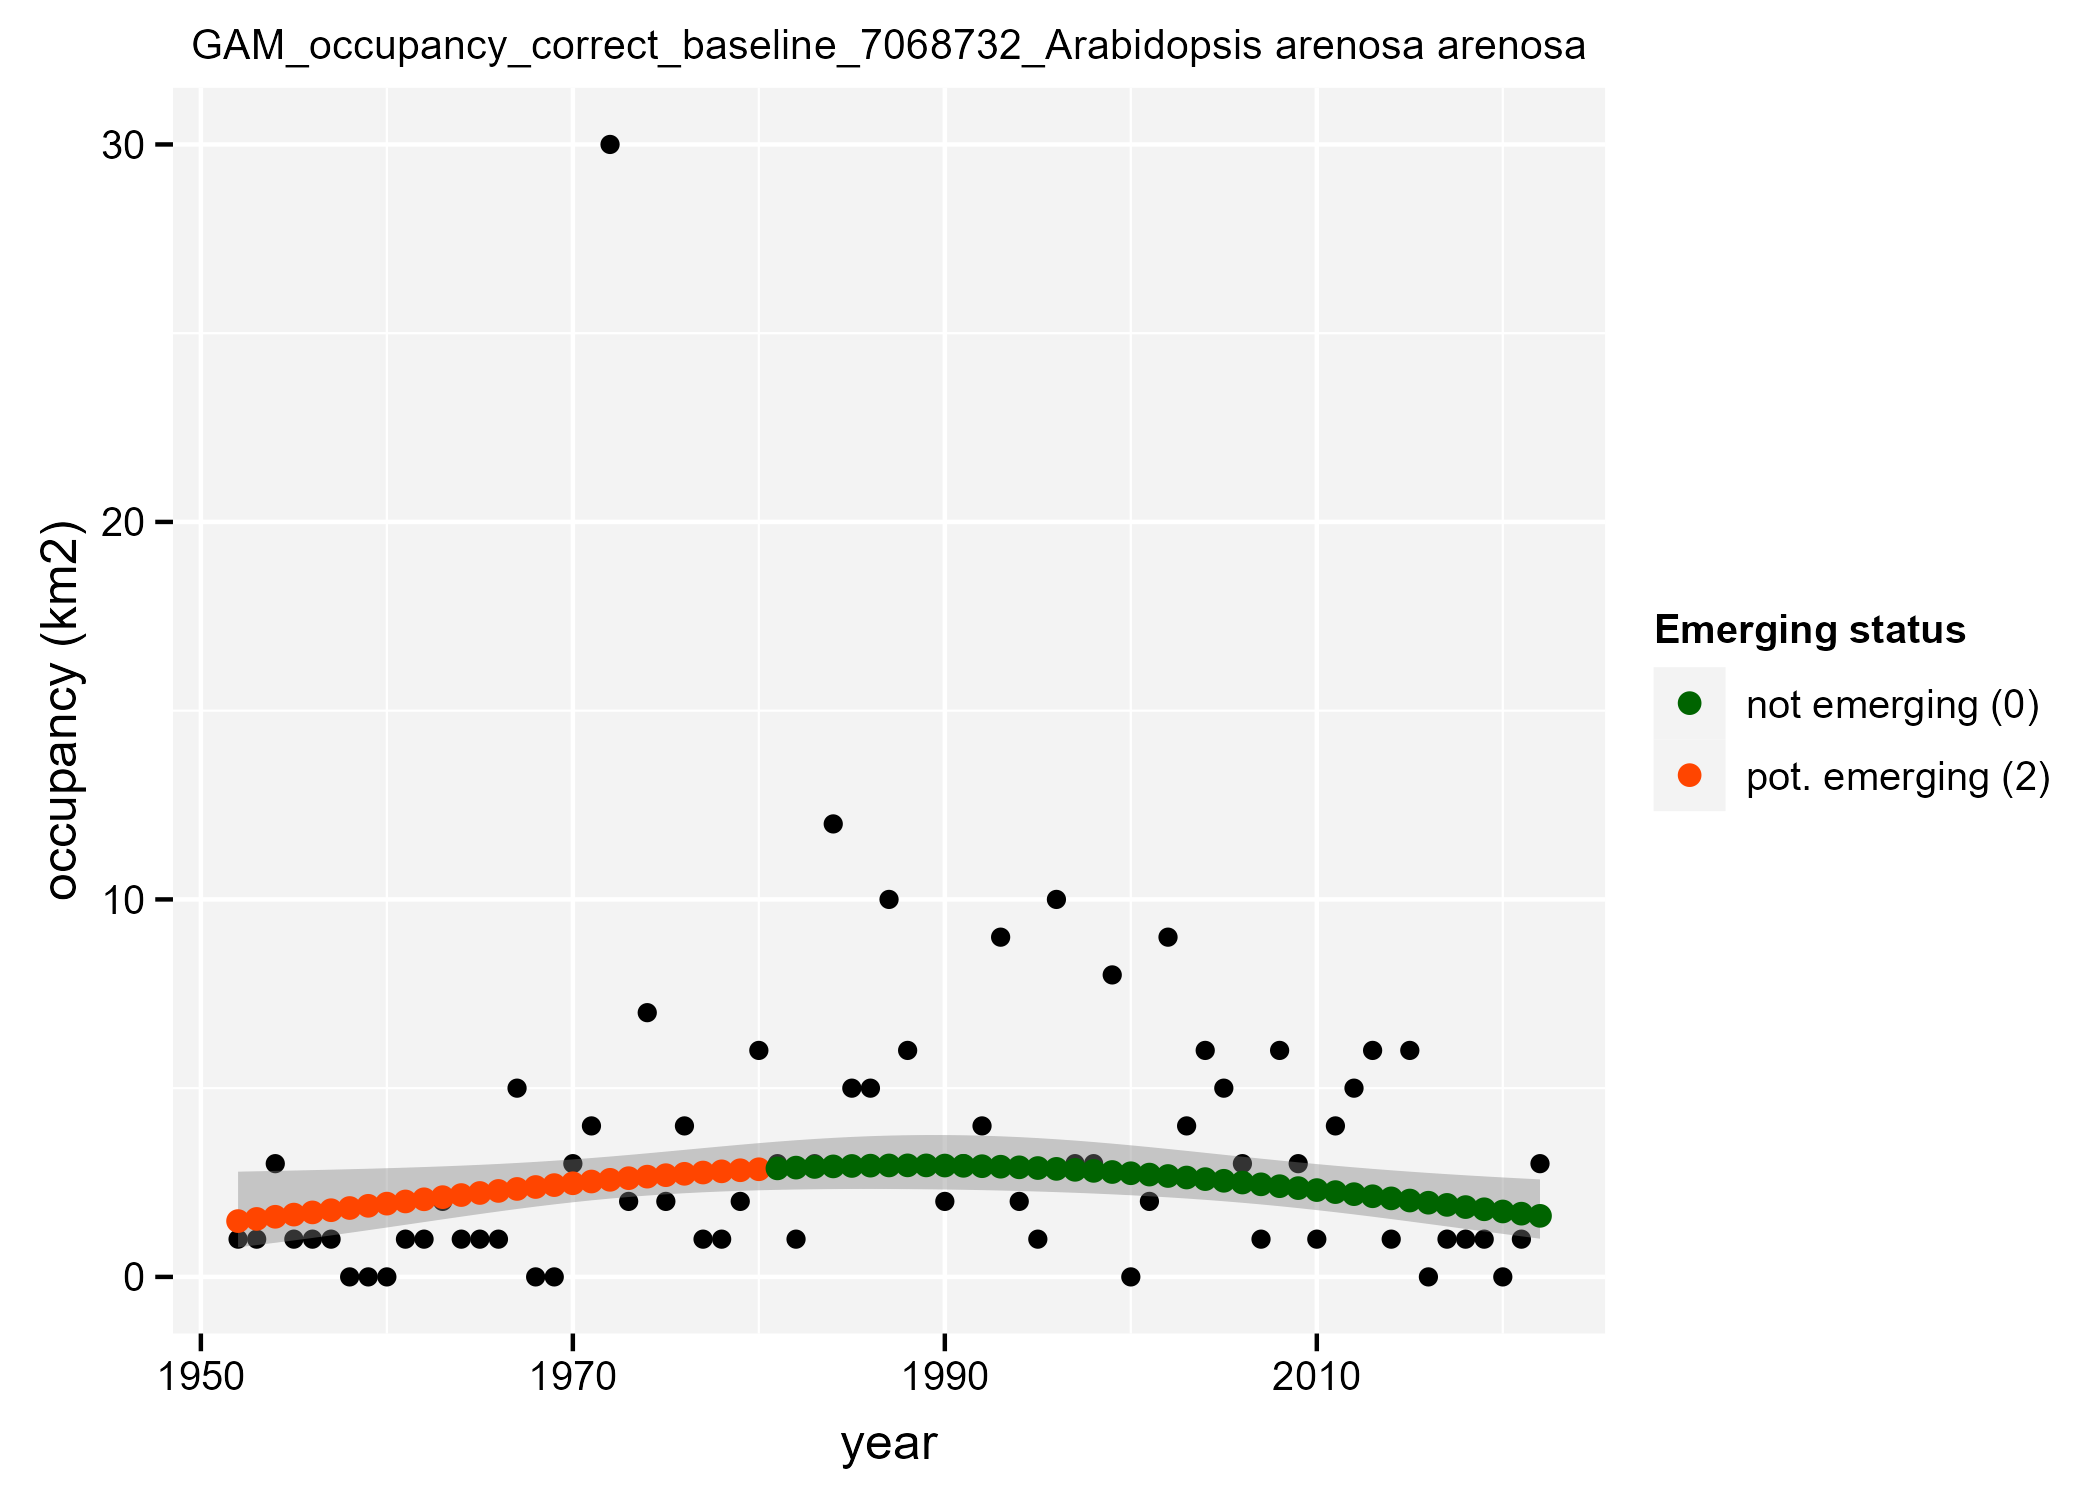 GAM_occupancy_correct_baseline_7068732_Arabidopsis arenosa arenosa
30
20
10
0
occupancy (km2)
1950
1970
1990
2010
year
Emerging status
not emerging (0)
pot. emerging (2)